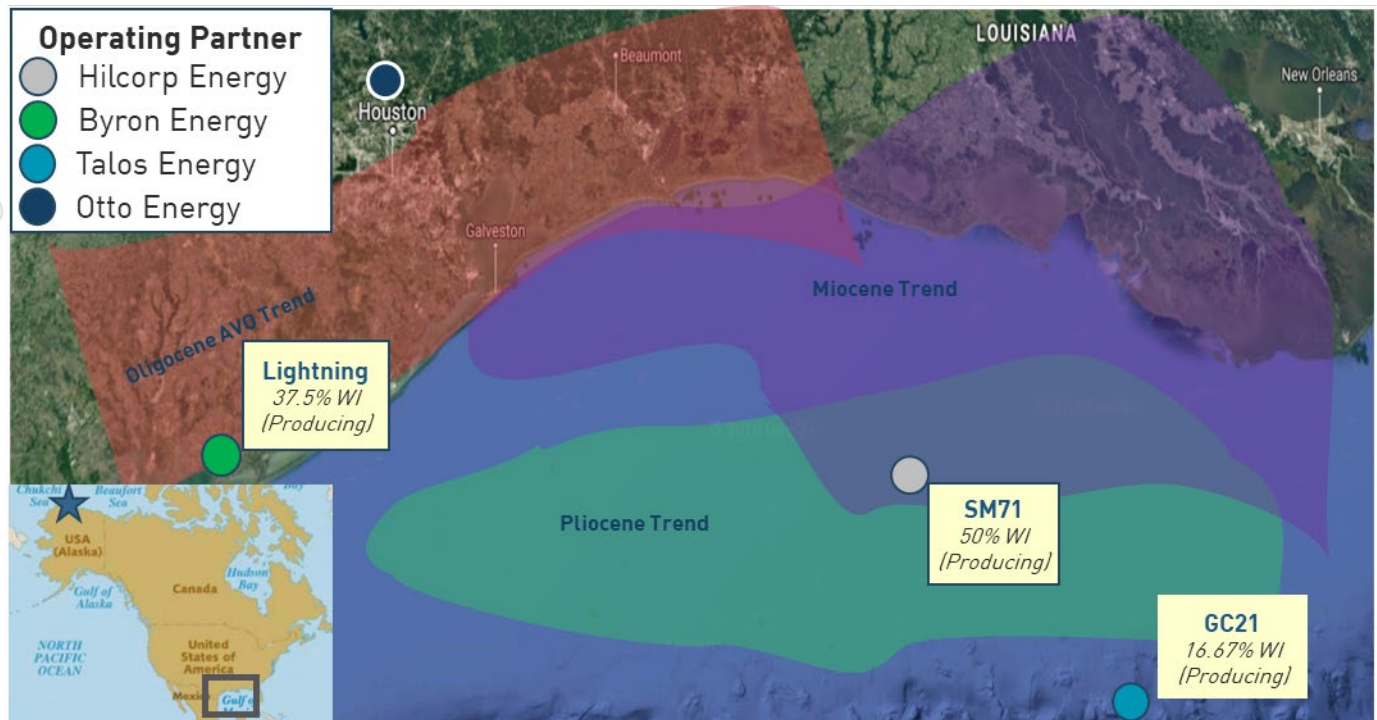 Operating Partner
Hilcorp Energy
Byron Energy
Talos Energy
Otto Energy
Houston
Beaumont
LOUISIANA
New Orleans
Galveston
Miocene Trend
Oligocene AVO Trend
Lightning
37.5% WI
(Producing)
Pliocene Trend
SM71
50% WI
(Producing)
GC21
16.67% WI
(Producing)
Chukchi
Sea
Beaufort
Sea
Bay
USA
(Alaska)
Gulf of
Alaska
Canada
Hudson
Bay
NORTH
PACIFIC
OCEAN
United
States of
America
Mexico
Gulf of